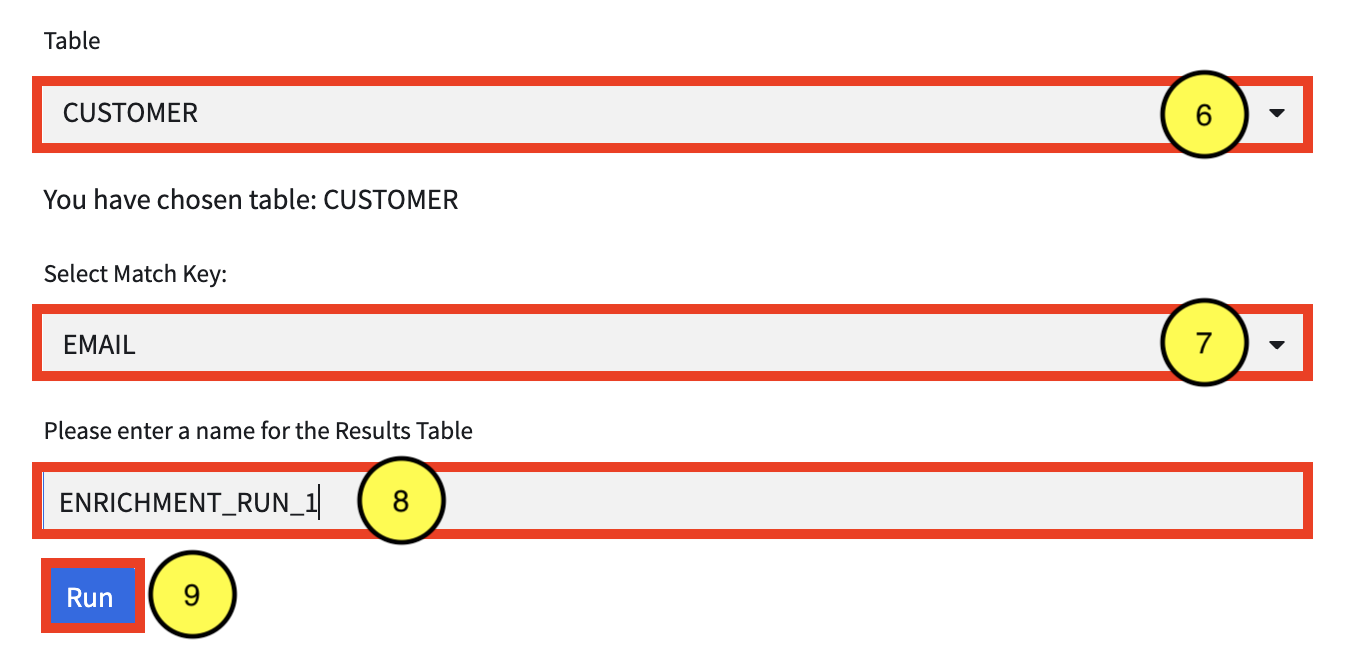 Table
CUSTOMER 6
You have chosen table: CUSTOMER
Select Match Key:
EMAIL 7
Please enter a name for the Results Table
ENRICHMENT_RUN_1 8
Run 9